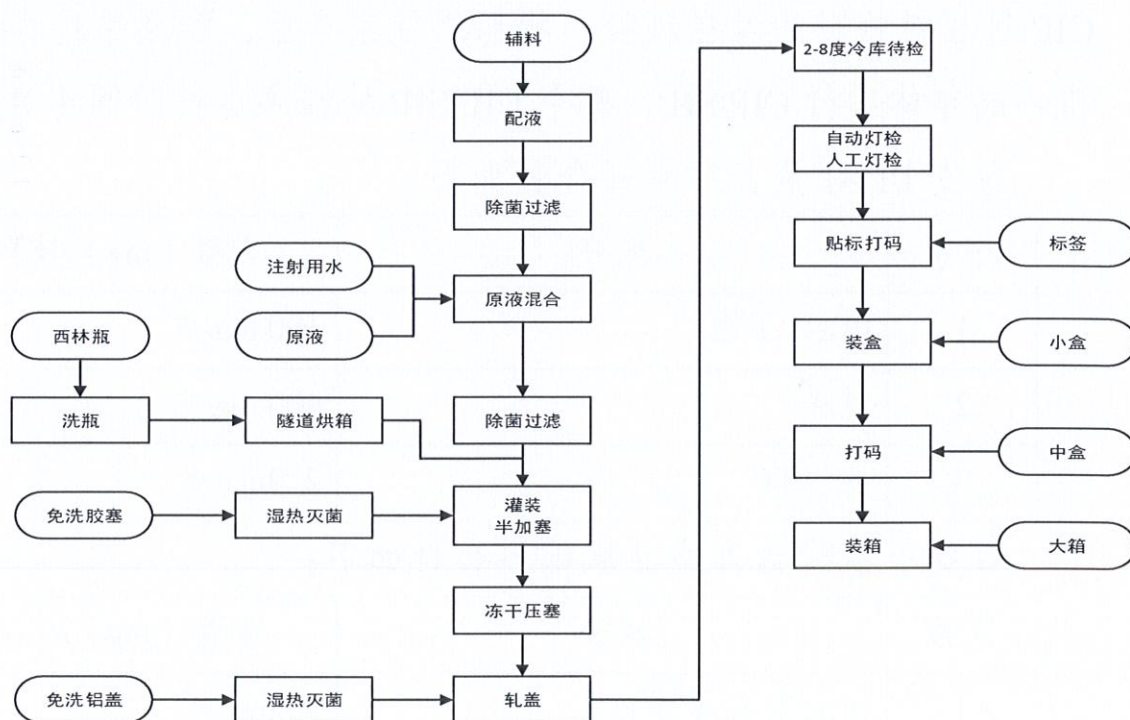 辅料
配液
除菌过滤
注射用水
原液
原液混合
西林瓶
洗瓶
隧道烘箱
除菌过滤
免洗胶塞
湿热灭菌
灌装
半加塞
冻干压塞
免洗铝盖
湿热灭菌
轧盖
2-8度冷库待检
自动灯检
人工灯检
贴标打码
标签
装盒
小盒
打码
中盒
装箱
大箱